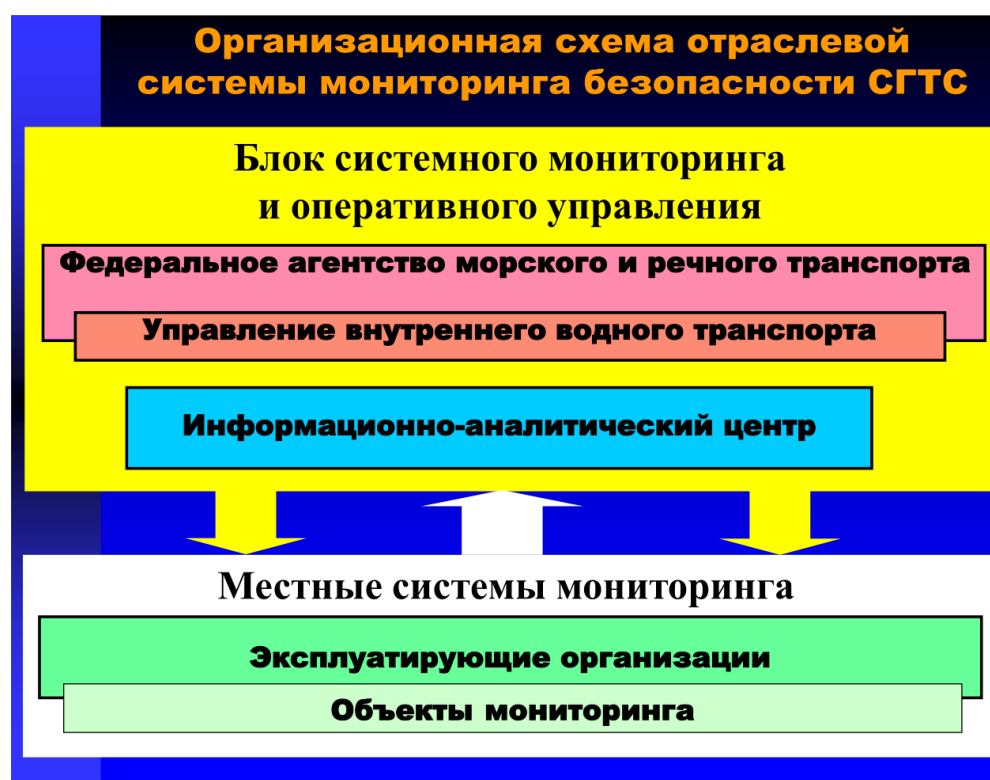 Организационная схема отраслевой
системы мониторинга безопасности СГТС
Блок системного мониторинга
и оперативного управления
Федеральное агентство морского и речного транспорта
Управление внутреннего водного транспорта
Информационно-аналитический центр
Местные системы мониторинга
Эксплуатирующие организации
Объекты мониторинга